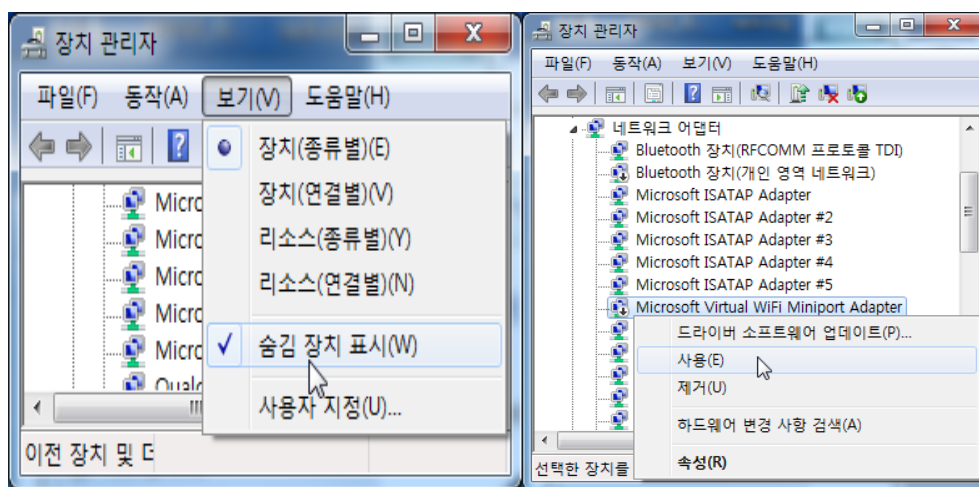 장치 관리자
파일(F) 동작(A) 보기(V) 도움말(H)
장치(종류별)(E)
장치(연결별)(V)
리소스(종류별)(Y)
리소스(연결별)(N)
숨김 장치 표시(W)
사용자 지정(U)...
Micro
Micro
Micro
Micro
Micro
이전 장치 및
장치 관리자
파일(F) 동작(A) 보기(V) 도움말(H)
네트워크 어댑터
Bluetooth 장치(RFCOMM 프로토콜 TDI)
Bluetooth 장치(개인 영역 네트워크)
Microsoft ISATAP Adapter
Microsoft ISATAP Adapter #2
Microsoft ISATAP Adapter #3
Microsoft ISATAP Adapter #4
Microsoft ISATAP Adapter #5
Microsoft Virtual WiFi Miniport Adapter
드라이버 소프트웨어 업데이트(P)...
사용(E)
제거(U)
하드웨어 변경 사항 검색(A)
속성(R)
선택한 장치를